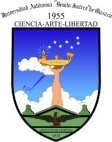 Universidad Autónoma "Benito Juárez" de Oaxaca
1955
CIENCIA-ARTE-LIBERTAD